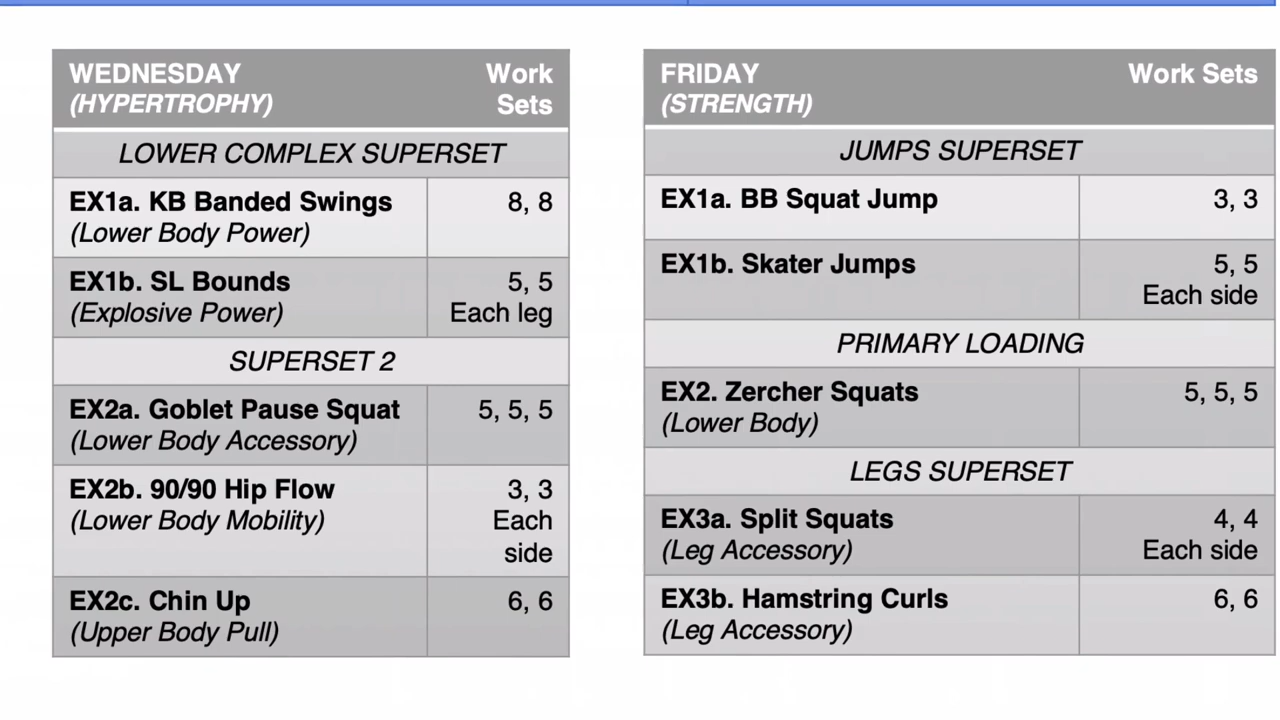 WEDNESDAY Work
(HYPERTROPHY) Sets
LOWER COMPLEX SUPERSET
EX1a. KB Banded Swings 8, 8
(Lower Body Power)
EX1b. SL Bounds 5, 5
(Explosive Power) Each leg
SUPERSET 2
EX2a. Goblet Pause Squat 5, 5, 5
(Lower Body Accessory)
EX2b. 90/90 Hip Flow 3, 3
(Lower Body Mobility) Each
side
EX2c. Chin Up 6, 6
(Upper Body Pull)
FRIDAY Work Sets
(STRENGTH)
JUMPS SUPERSET
EX1a. BB Squat Jump 3, 3
EX1b. Skater Jumps 5, 5
Each side
PRIMARY LOADING
EX2. Zercher Squats 5, 5, 5
(Lower Body)
LEGS SUPERSET
EX3a. Split Squats 4, 4
(Leg Accessory) Each side
EX3b. Hamstring Curls 6, 6
(Leg Accessory)